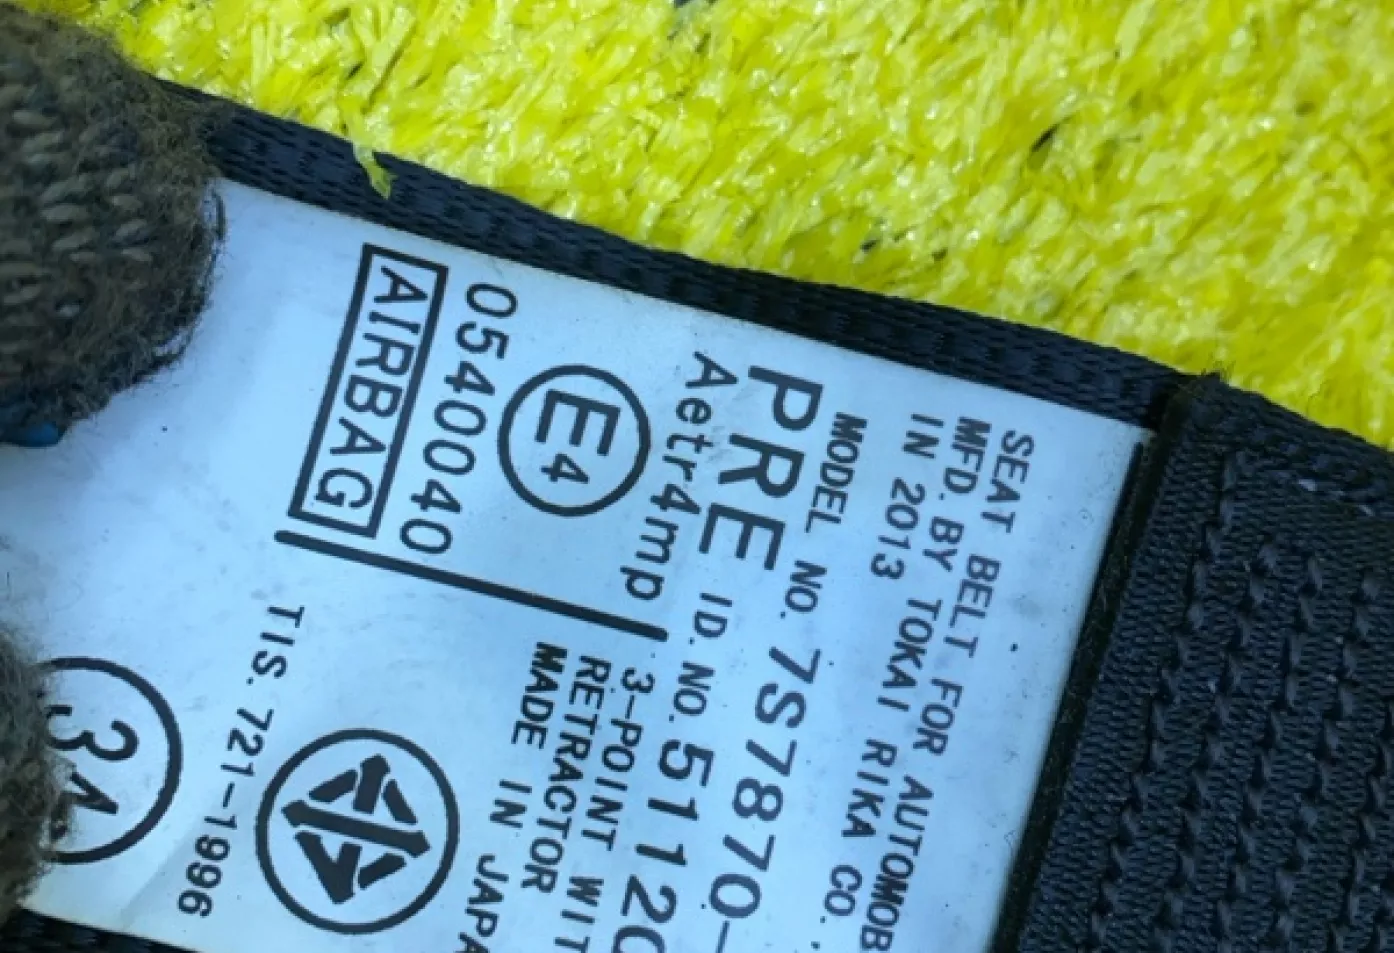 SEAT BELT FOR AUTOMOB
MFD. BY TOKAI RIKA CO.,
IN 2013
MODEL NO. 7S7870-
PRE ID. NO. 51120
Aetr4mp
3-POINT WIT
RETRACTOR
MADE IN JAPA
E4
0540040
AIRBAG
TIS. 721-1996